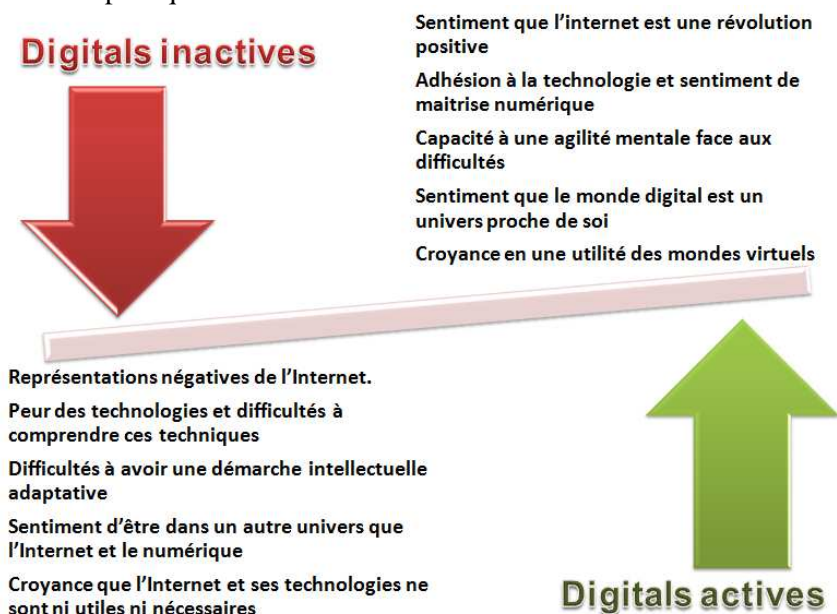 Digitals inactives
Sentiment que l'internet est une révolution
positive
Adhésion à la technologie et sentiment de
maitrise numérique
Capacité à une agilité mentale face aux
difficultés
Sentiment que le monde digital est un
univers proche de soi
Croyance en une utilité des mondes virtuels
Représentations négatives de l'Internet.
Peur des technologies et difficultés à
comprendre ces techniques
Difficultés à avoir une démarche intellectuelle
adaptative
Sentiment d'être dans un autre univers que
l'Internet et le numérique
Croyance que l'Internet et ses technologies ne
sont ni utiles ni nécessaires
Digitals actives